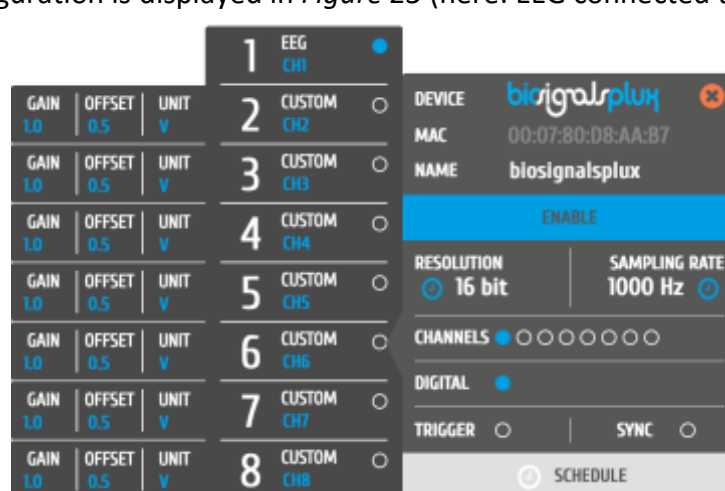 guration is displayed in Figure 25 (here: EEG connected
1 EEG
CH1
GAIN OFFSET UNIT
1.0 0.5 V
2 CUSTOM
CH2
GAIN OFFSET UNIT
1.0 0.5 V
3 CUSTOM
CH3
GAIN OFFSET UNIT
1.0 0.5 V
4 CUSTOM
CH4
GAIN OFFSET UNIT
1.0 0.5 V
5 CUSTOM
CH5
GAIN OFFSET UNIT
1.0 0.5 V
6 CUSTOM
CH6
GAIN OFFSET UNIT
1.0 0.5 V
7 CUSTOM
CH7
GAIN OFFSET UNIT
1.0 0.5 V
8 CUSTOM
CH8
DEVICE biosignalsplux
MAC 00:07:80:D8:AA:B7
NAME biosignalsplux
ENABLE
RESOLUTION
16 bit
SAMPLING RATE
1000 Hz
CHANNELS
DIGITAL
TRIGGER SYNC
SCHEDULE